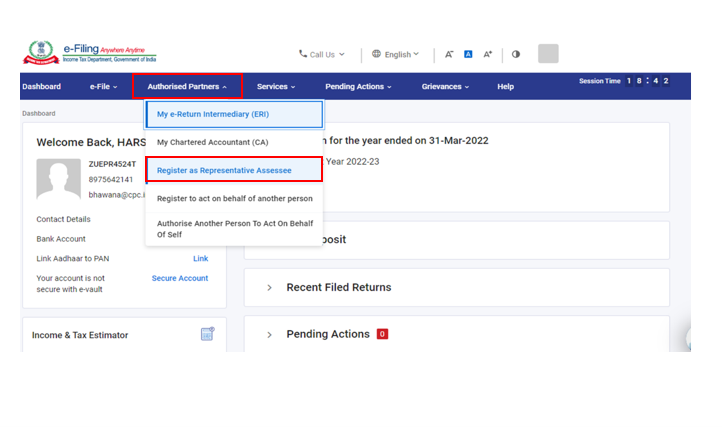 e-Filing Anywhere Anytime
Income Tax Department, Government of India
Call Us
English
A-
A
A+
Dashboard
e-File
Authorised Partners
Services
Pending Actions
Grievances
Help
Session Time 1 8 : 4 2
Dashboard
My e-Return Intermediary (ERI)
My Chartered Accountant (CA)
Register as Representative Assessee
Register to act on behalf of another person
Authorise Another Person To Act On Behalf
Of Self
Welcome Back, HARS
ZUEPR4524T
8975642141
bhawana@cpc.i
Contact Details
Bank Account
Link Aadhaar to PAN
Link
Your account is not
secure with e-vault
Secure Account
Income & Tax Estimator
for the year ended on 31-Mar-2022
Year 2022-23
posit
Recent Filed Returns
Pending Actions 0